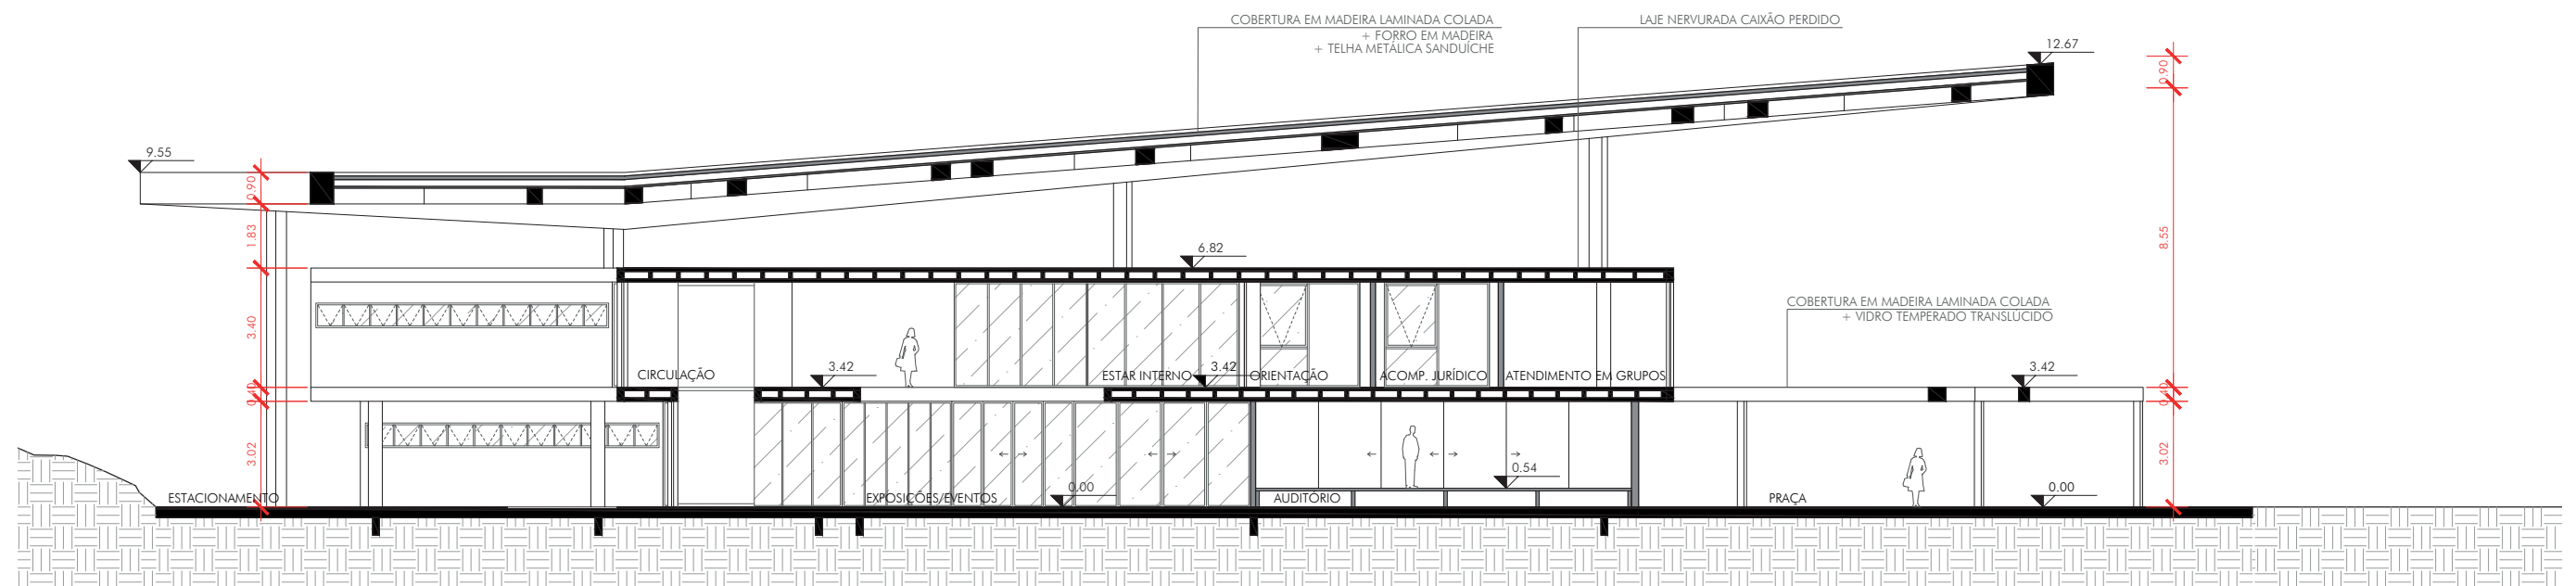 COBERTURA EM MADEIRA LAMINADA COLADA
+ FORRO EM MADEIRA
+ TELHA METÁLICA SANDUÍCHE
LAJE NERVURADA CAIXÃO PERDIDO
12.67
0.90
9.55
0.90
1.83
8.55
6.82
COBERTURA EM MADEIRA LAMINADA COLADA
+ VIDRO TEMPERADO TRANSLÚCIDO
3.40
CIRCULAÇÃO
3.42
ESTAR INTERNO
3.42
ORIENTAÇÃO
ACOMP. JURÍDICO
ATENDIMENTO EM GRUPOS
3.42
0.40
0.40
3.02
3.02
0.54
0.00
0.00
ESTACIONAMENTO
EXPOSIÇÕES/EVENTOS
AUDITÓRIO
PRAÇA